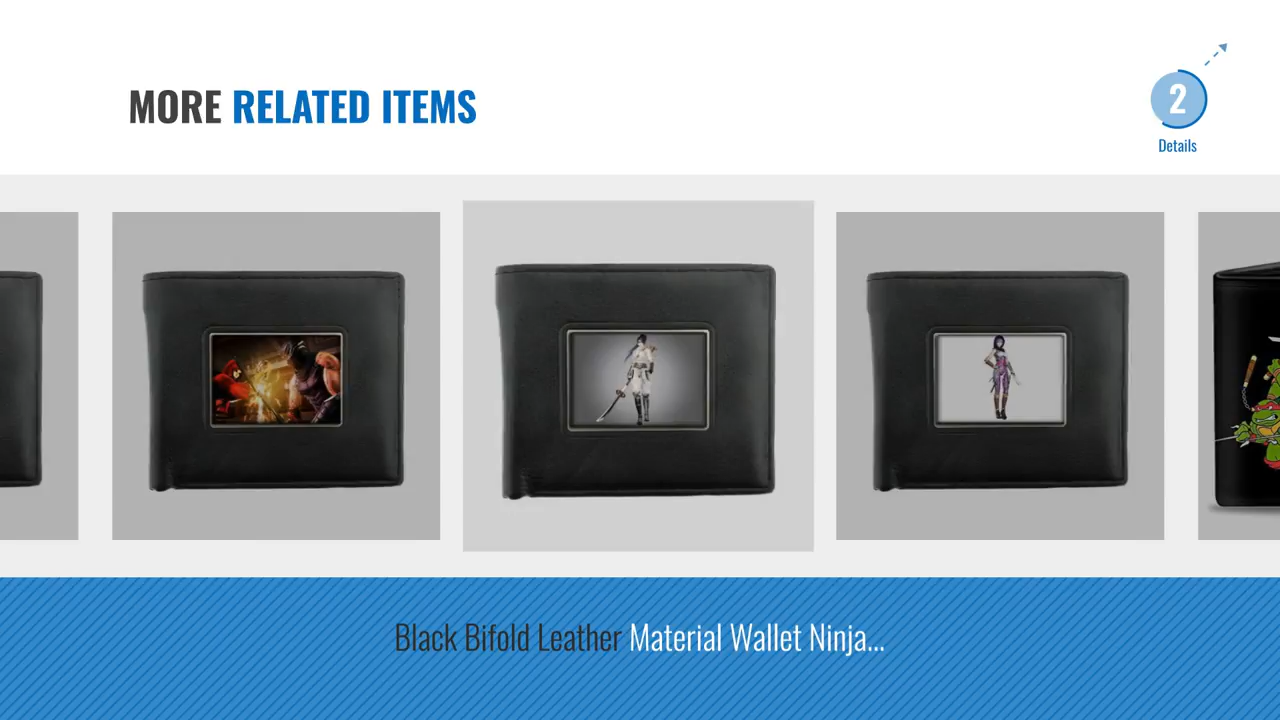 MORE RELATED ITEMS
2
Details
Black Bifold Leather Material Wallet Ninja...